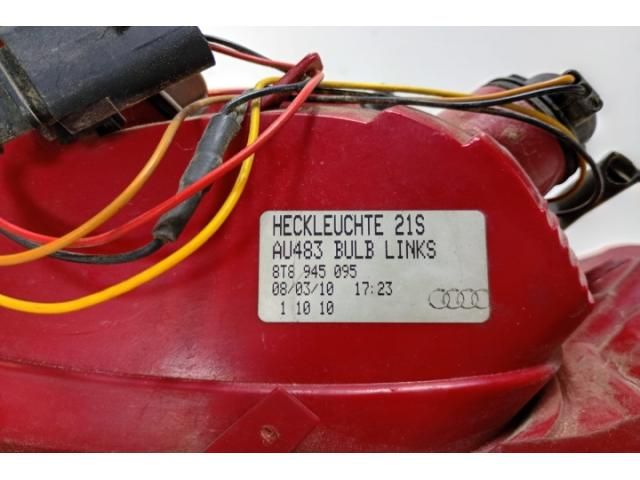 HECKLEUCHTE 21S
AU483 BULB LINKS
8T8 945 095
08/03/10 17:23
1 10 10